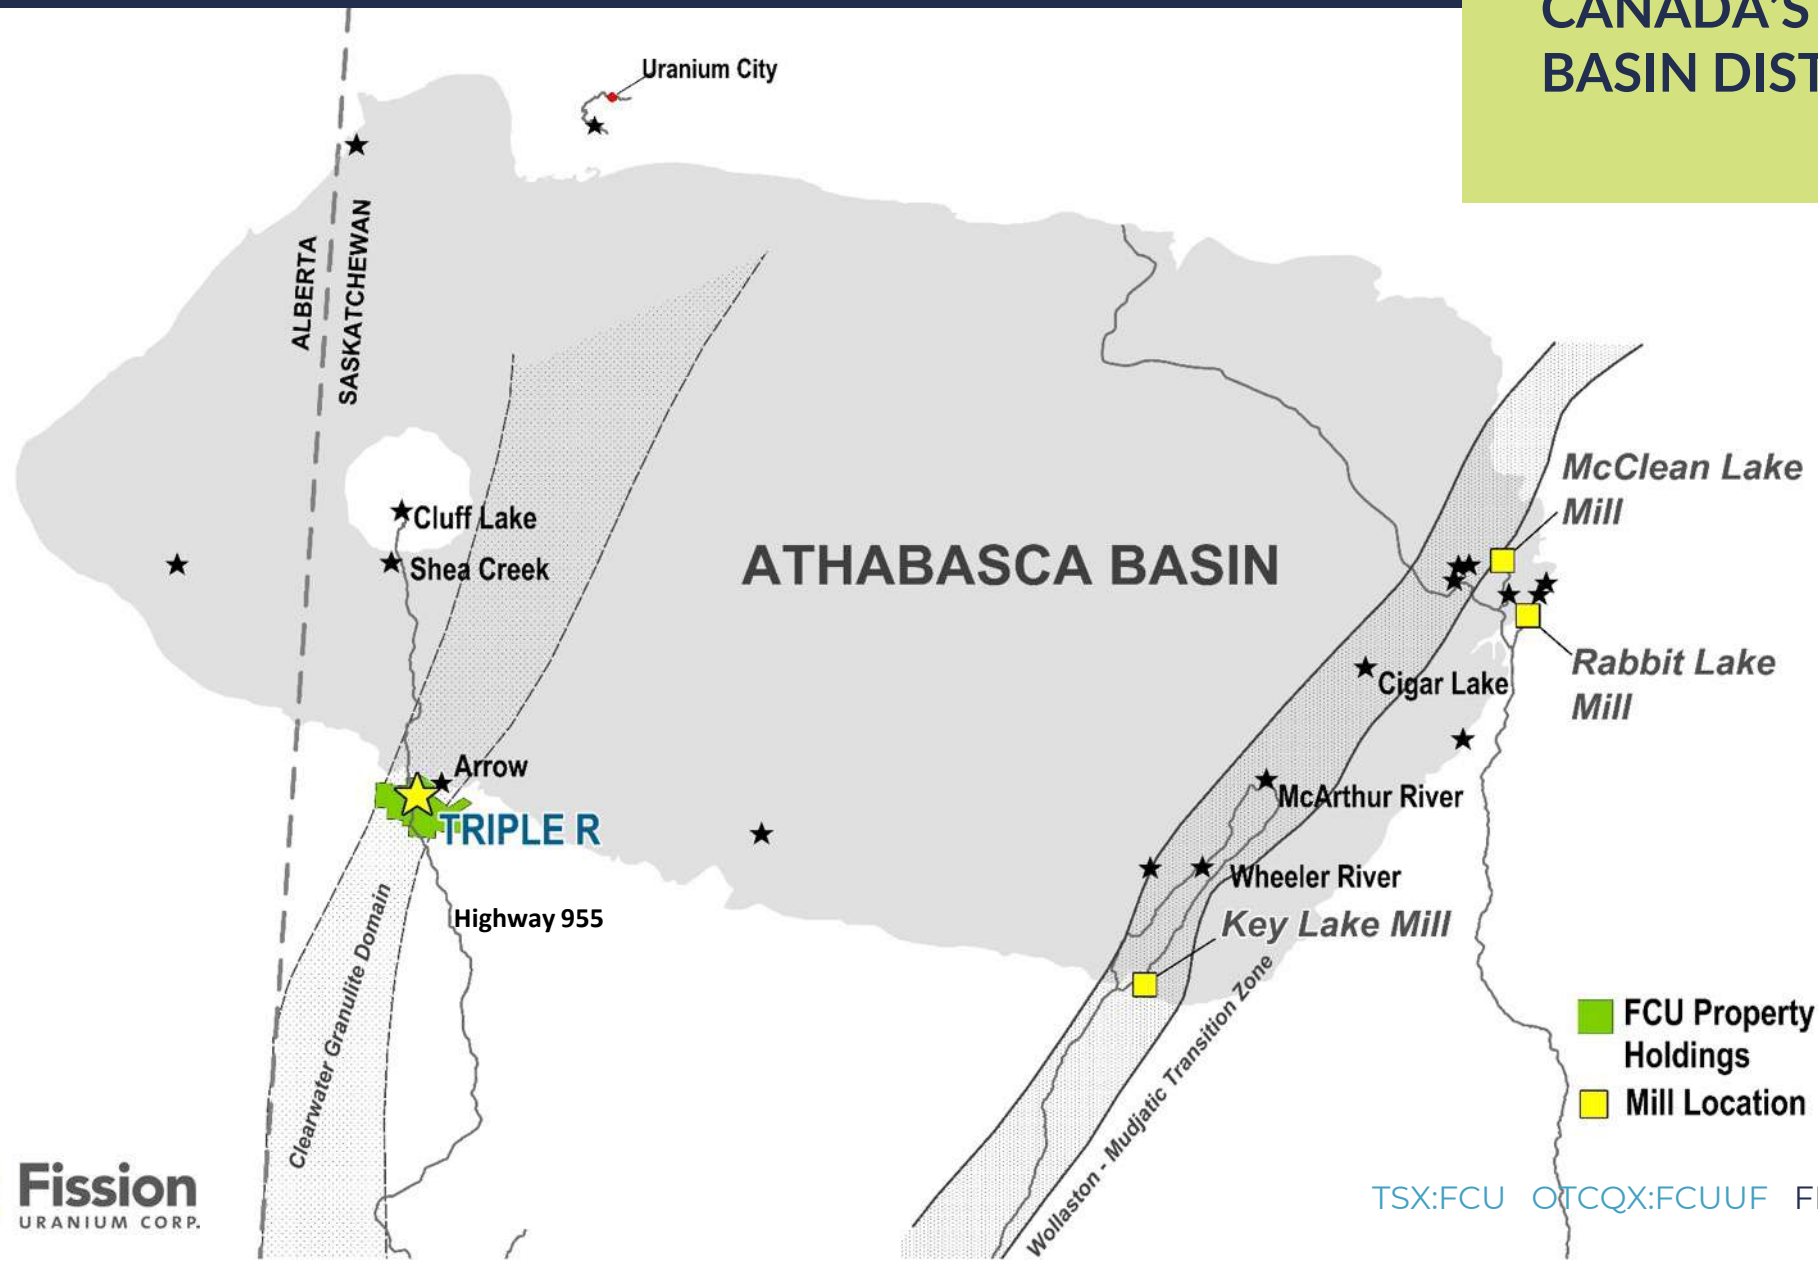 CANADA'S
BASIN DIST
Uranium City
ALBERTA
SASKATCHEWAN
McClean Lake
Mill
Cluff Lake
Shea Creek
ATHABASCA BASIN
Rabbit Lake
Mill
Cigar Lake
Arrow
TRIPLE R
McArthur River
Wheeler River
Highway 955
Key Lake Mill
Clearwater Granulite Domain
Wollaston - Mudjatic Transition Zone
FCU Property
Holdings
Mill Location
Fission
URANIUM CORP.
TSX:FCU OTCQX:FCUUF